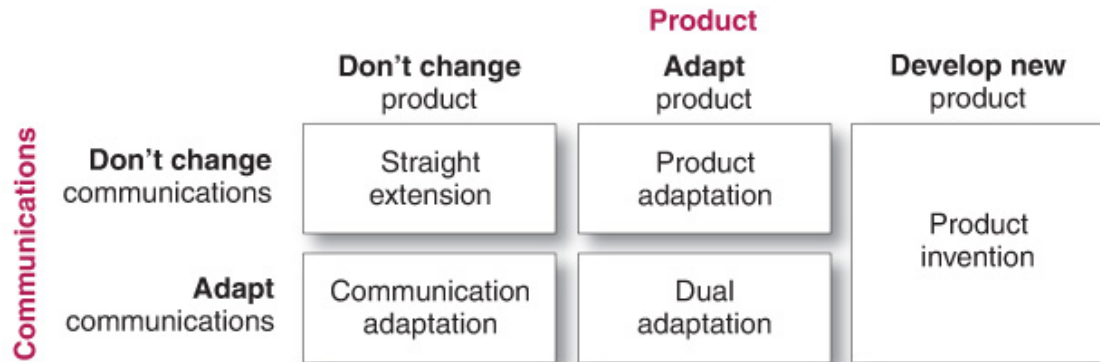 Product
Don't change
product
Adapt
product
Develop new
product
Communications
Don't change
communications
Straight
extension
Product
adaptation
Product
invention
Adapt
communications
Communication
adaptation
Dual
adaptation